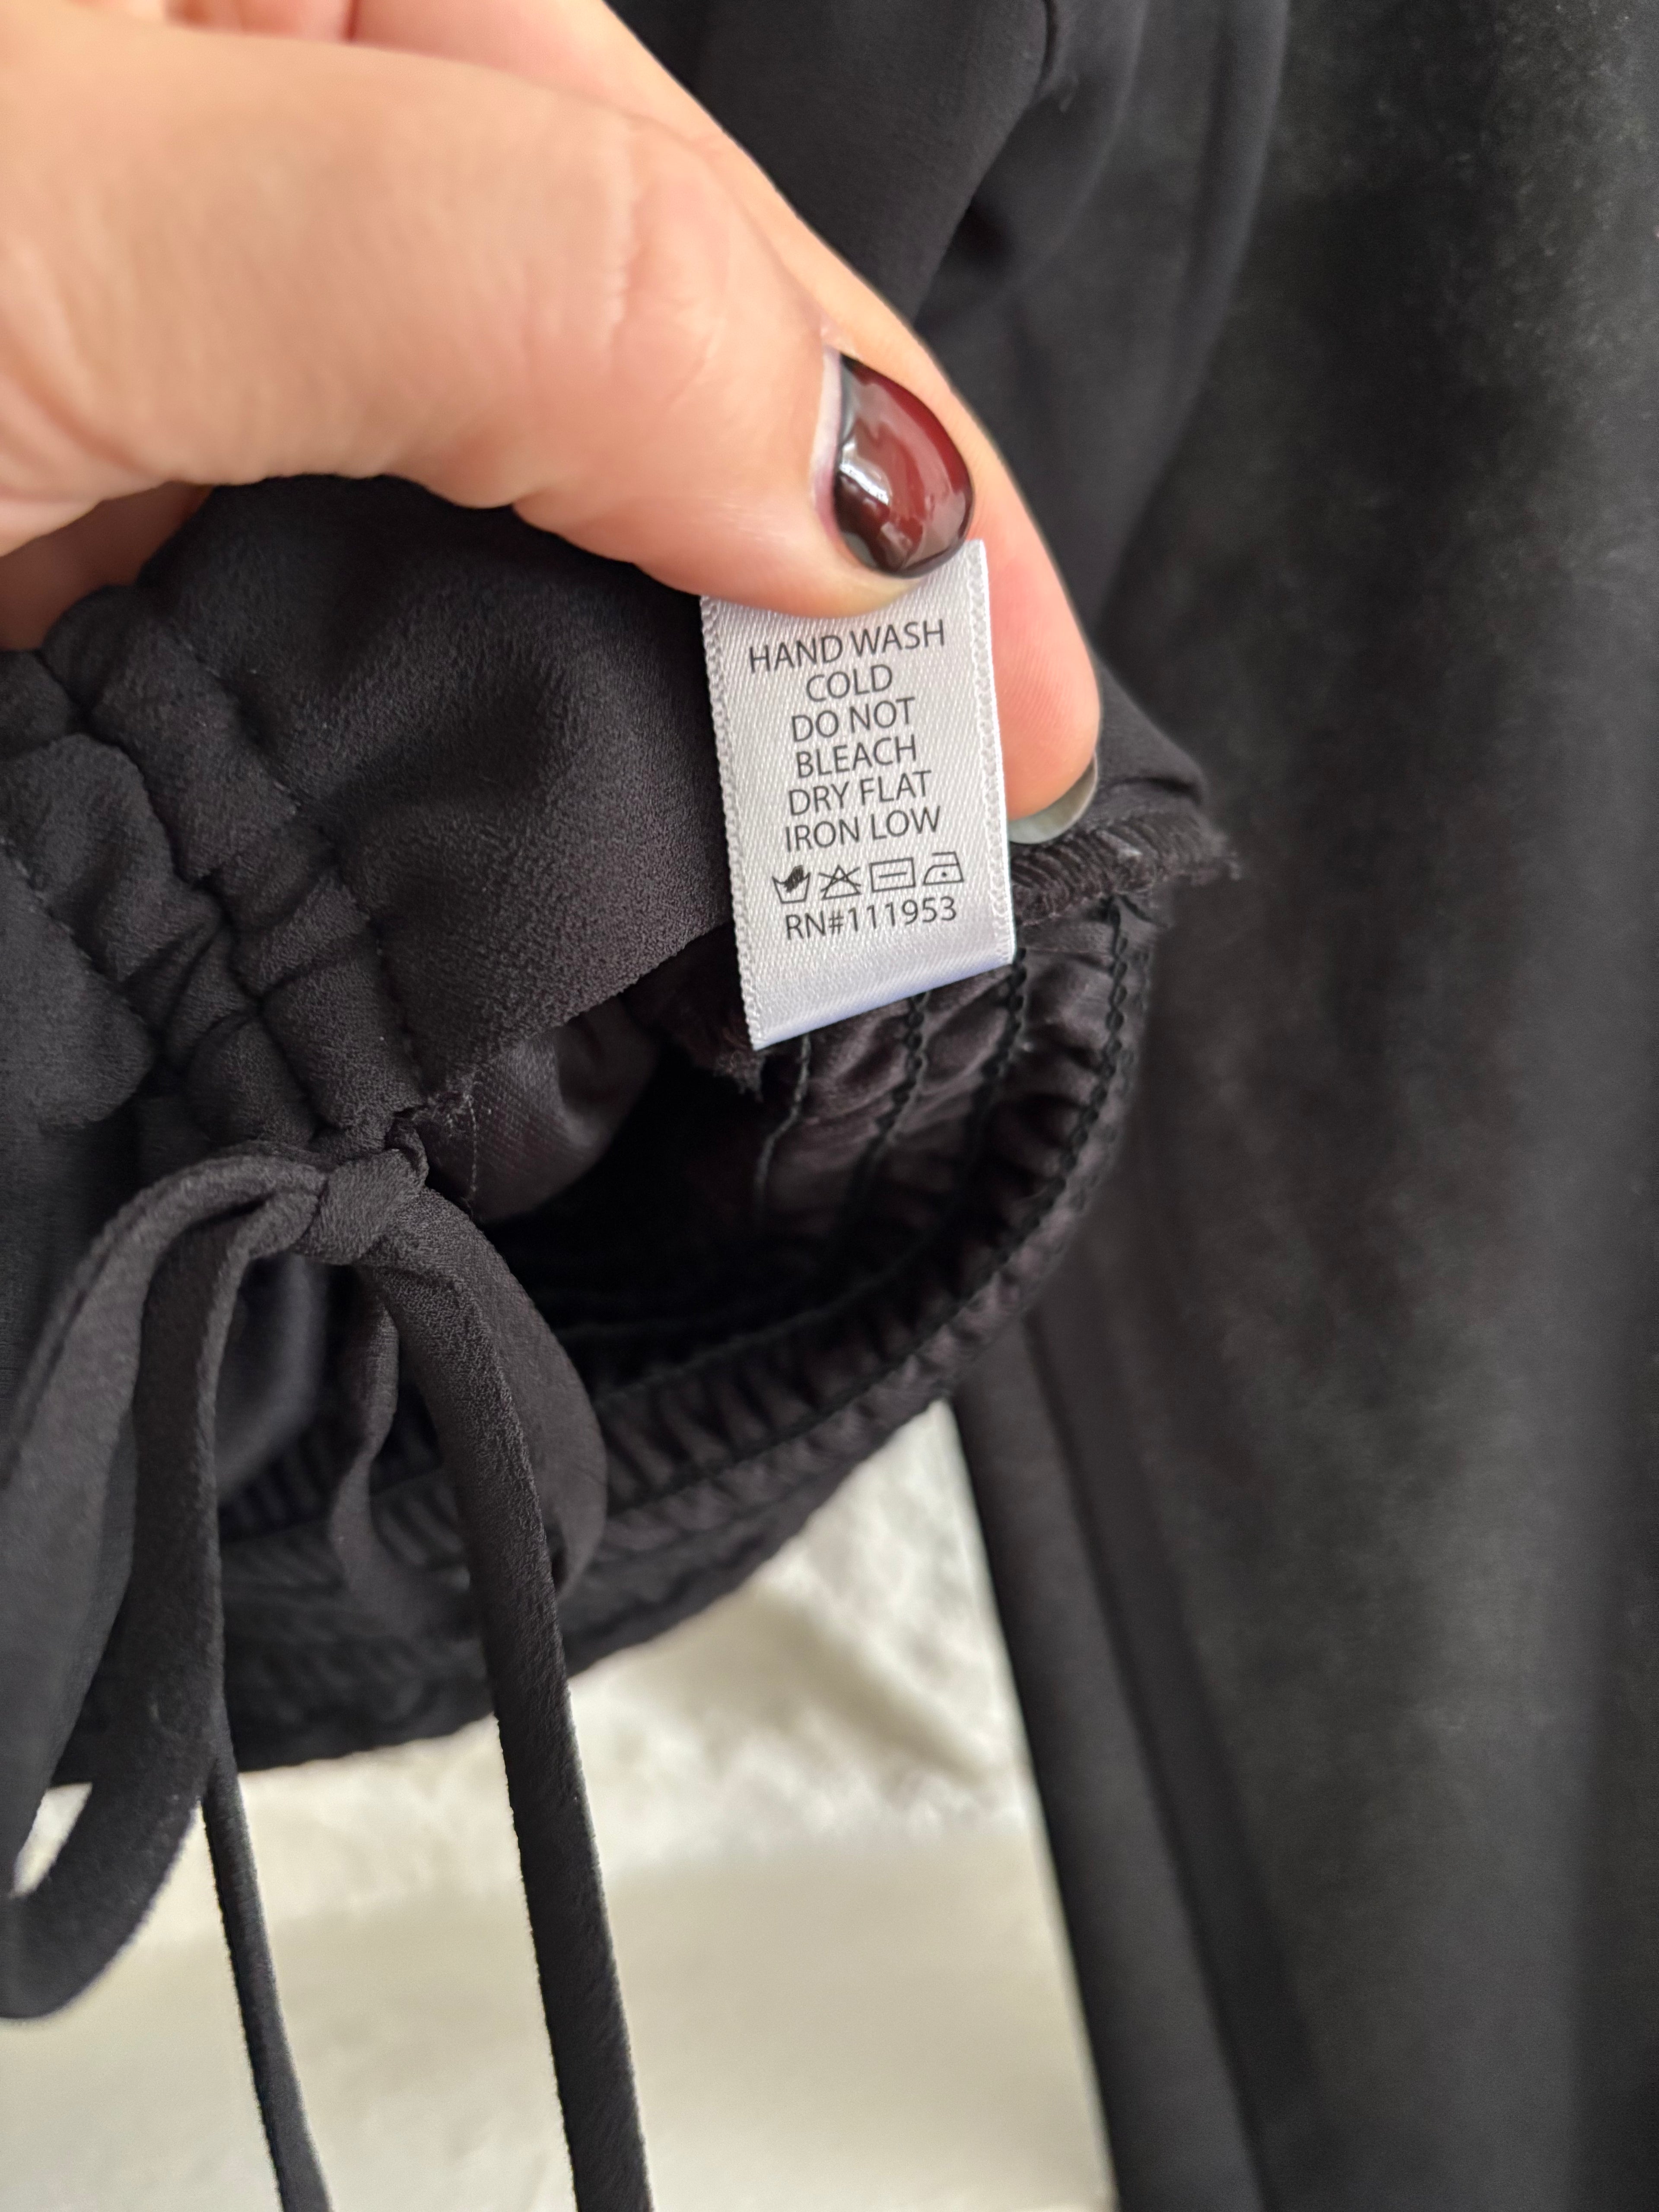 HAND WASH
COLD
DO NOT
BLEACH
DRY FLAT
IRON LOW
RN#111953